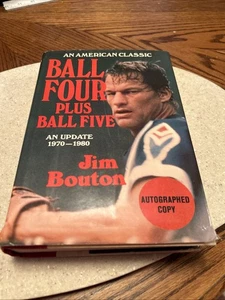 AN AMERICAN CLASSIC
BALL
FOUR
PLUS
BALL FIVE
AN UPDATE
1970—1980
Jim
Bouton
AUTOGRAPHED
COPY